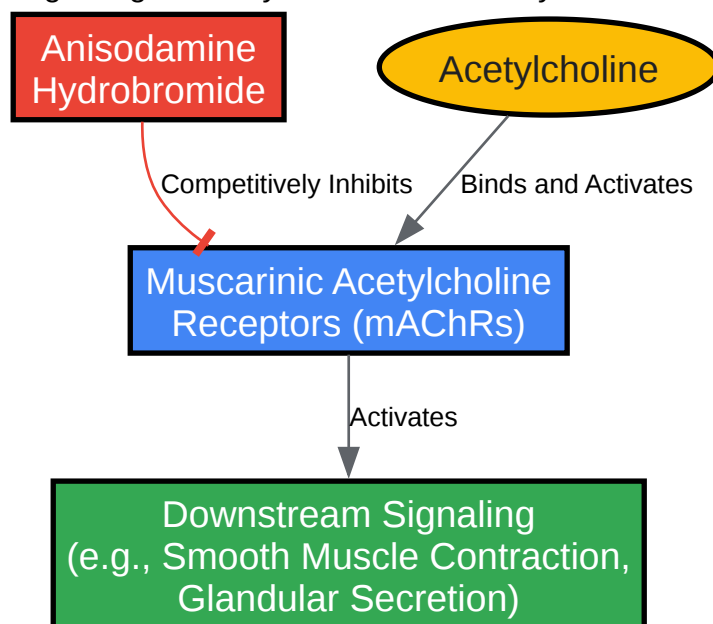 Anisodamine
Hydrobromide
Acetylcholine
Competitively Inhibits
Binds and Activates
Muscarinic Acetylcholine
Receptors (mAChRs)
Activates
Downstream Signaling
(e.g., Smooth Muscle Contraction,
Glandular Secretion)